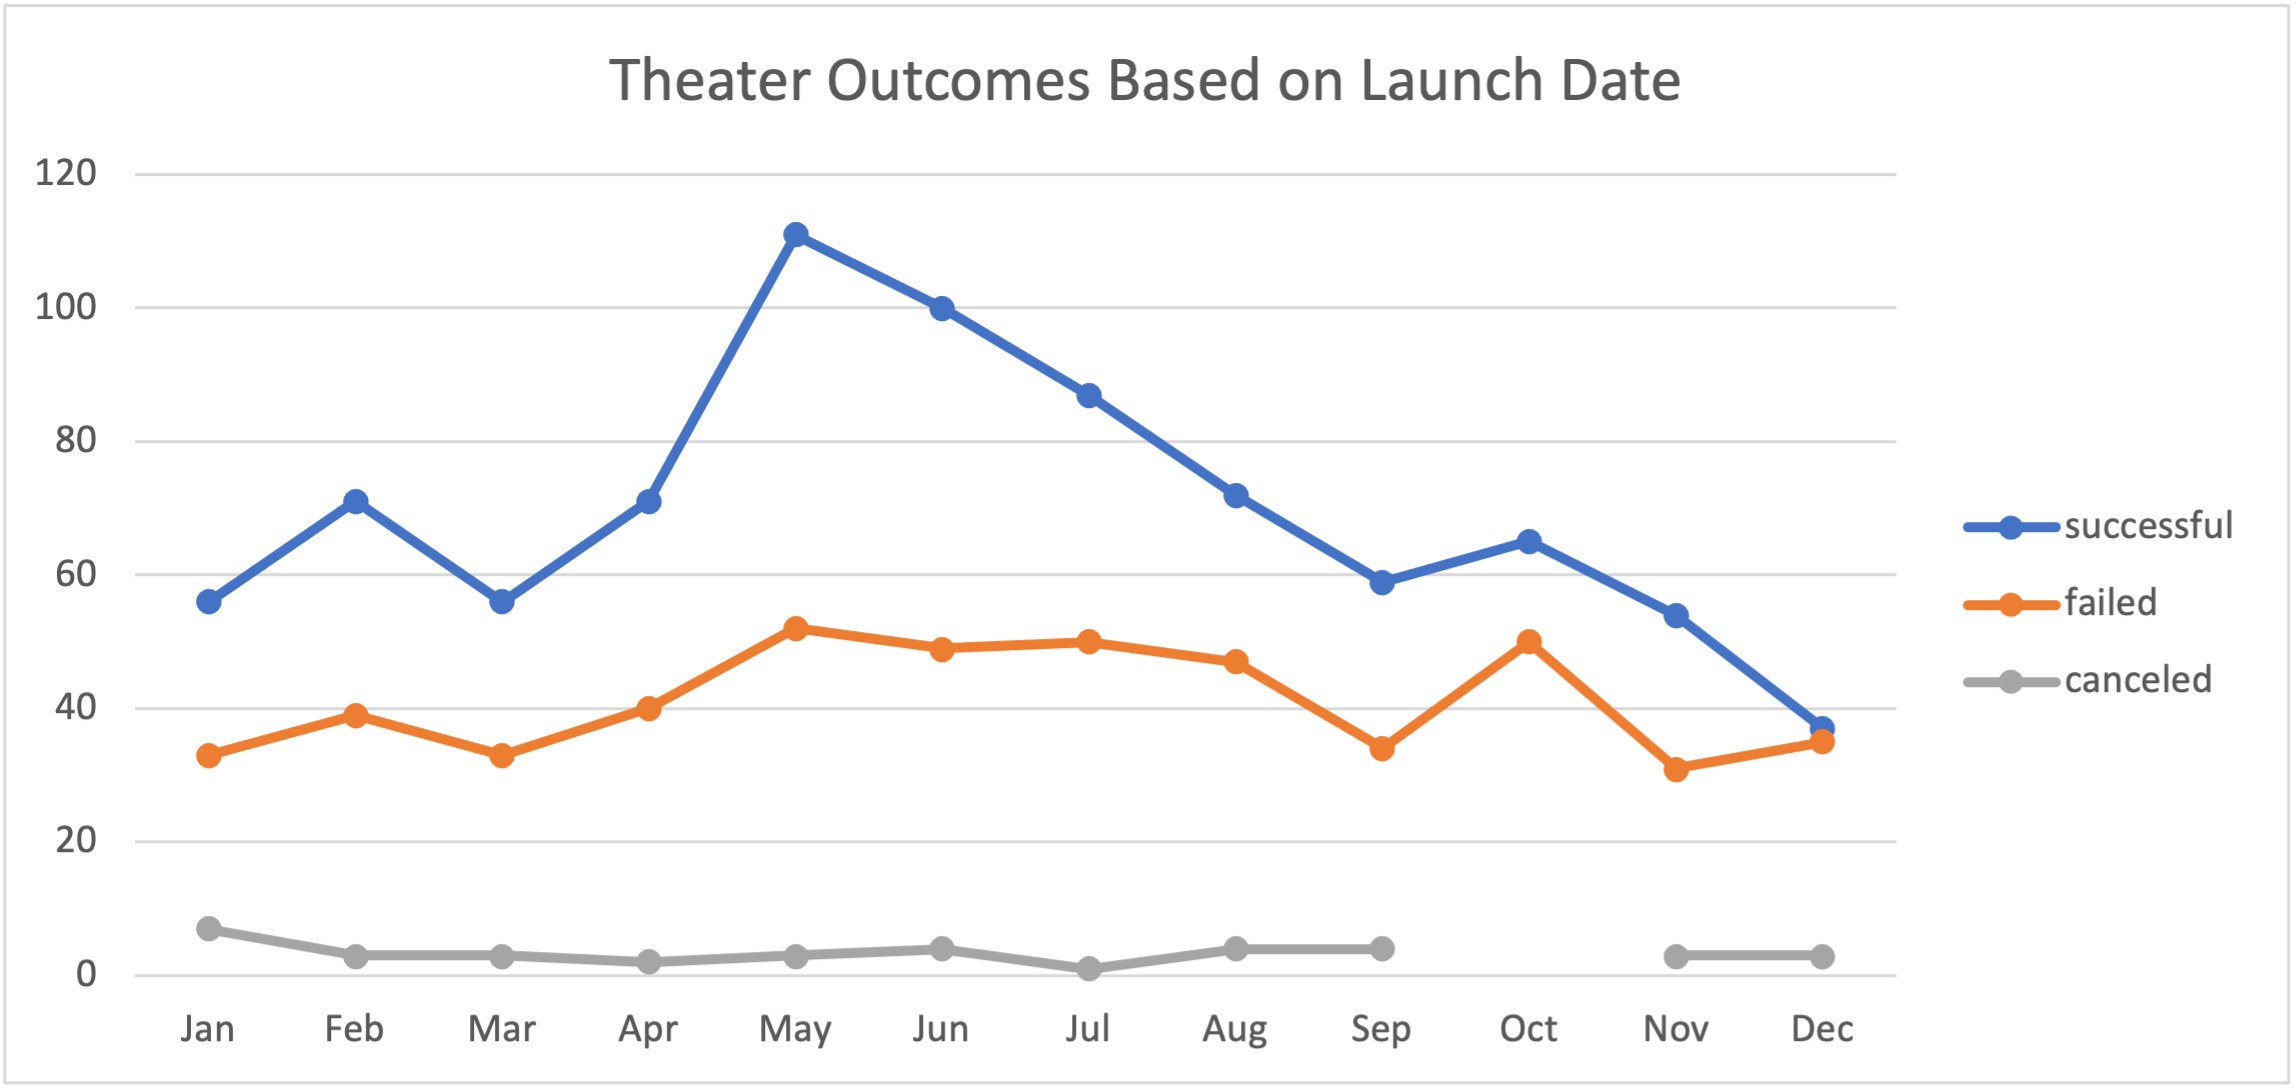 Theater Outcomes Based on Launch Date
120
100
80
60
40
20
0
Jan Feb Mar Apr May Jun Jul Aug Sep Oct Nov Dec
successful
failed
canceled